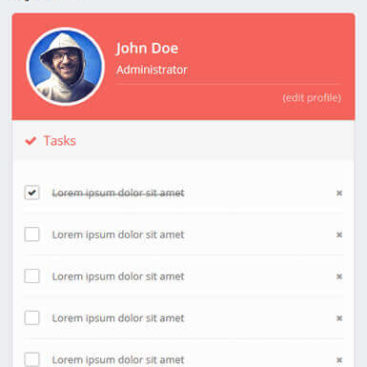 John Doe
Administrator
(edit profile)
Tasks
Lorem ipsum dolor sit amet
Lorem ipsum dolor sit amet
Lorem ipsum dolor sit amet
Lorem ipsum dolor sit amet
Lorem ipsum dolor sit amet